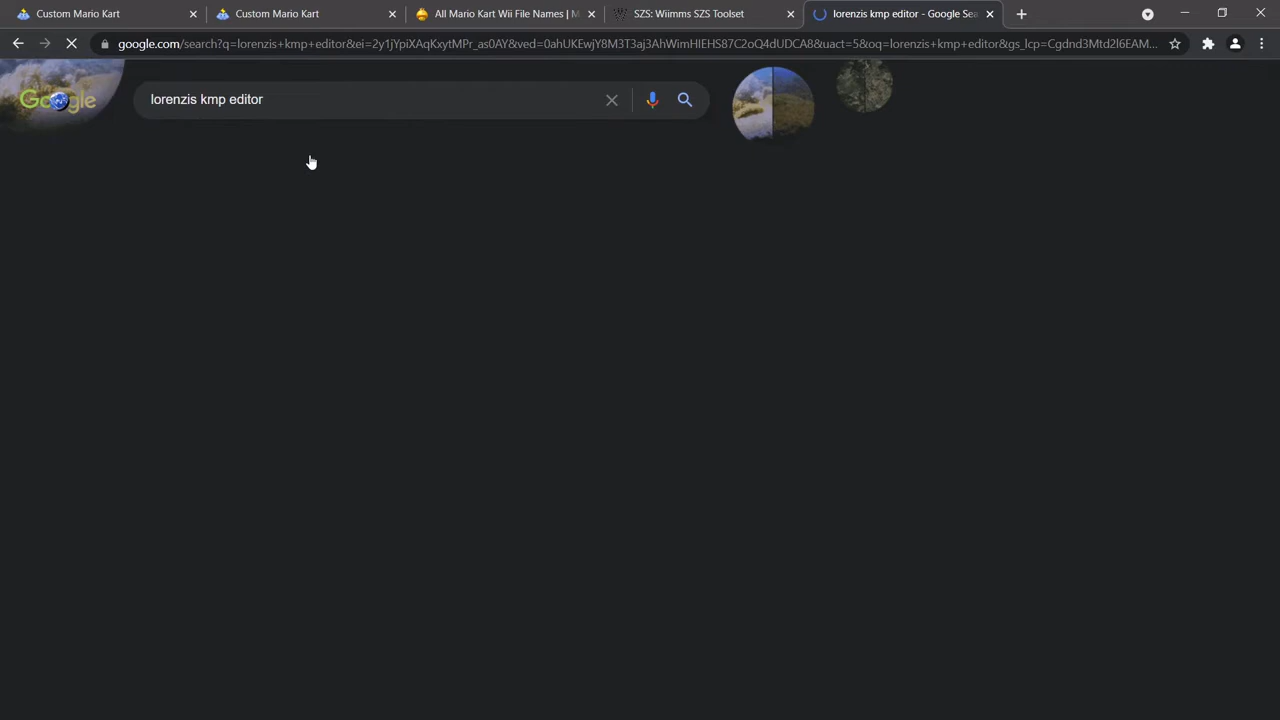 Custom Mario Kart
Custom Mario Kart
All Mario Kart Wii File Names | M
SZS: Wiimms SZS Toolset
lorenzis kmp editor - Google Sea
google.com/search?q=lorenzis+kmp+editor&ei=2y1jYpiXAqKxytMPr_as0AY&ved=0ahUKEwjY8M3T3aj3AhWimHIEHS87C2oQ4dUDCA8&uact=5&oq=lorenzis+kmp+editor&gs_lcp=Cgdnd3Mtd2l6EAM...
Google
lorenzis kmp editor